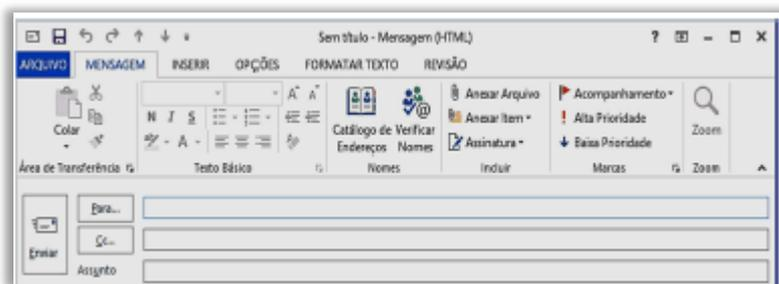 Sem título - Mensagem (HTML) ?
ARQUIVO MENSAGEM INSERIR OPÇÕES FORMATAR TEXTO REVISÃO
Colar
N I S
A
Catálogo de Endereços
Verificar Nomes
Anexar Arquivo
Anexar Item
Assinatura
Acompanhamento
Alta Prioridade
Baixa Prioridade
Zoom
Área de Transferência Texto Básico Nomes Incluir Marcas Zoom
Para...
Cc...
Enviar
Assunto